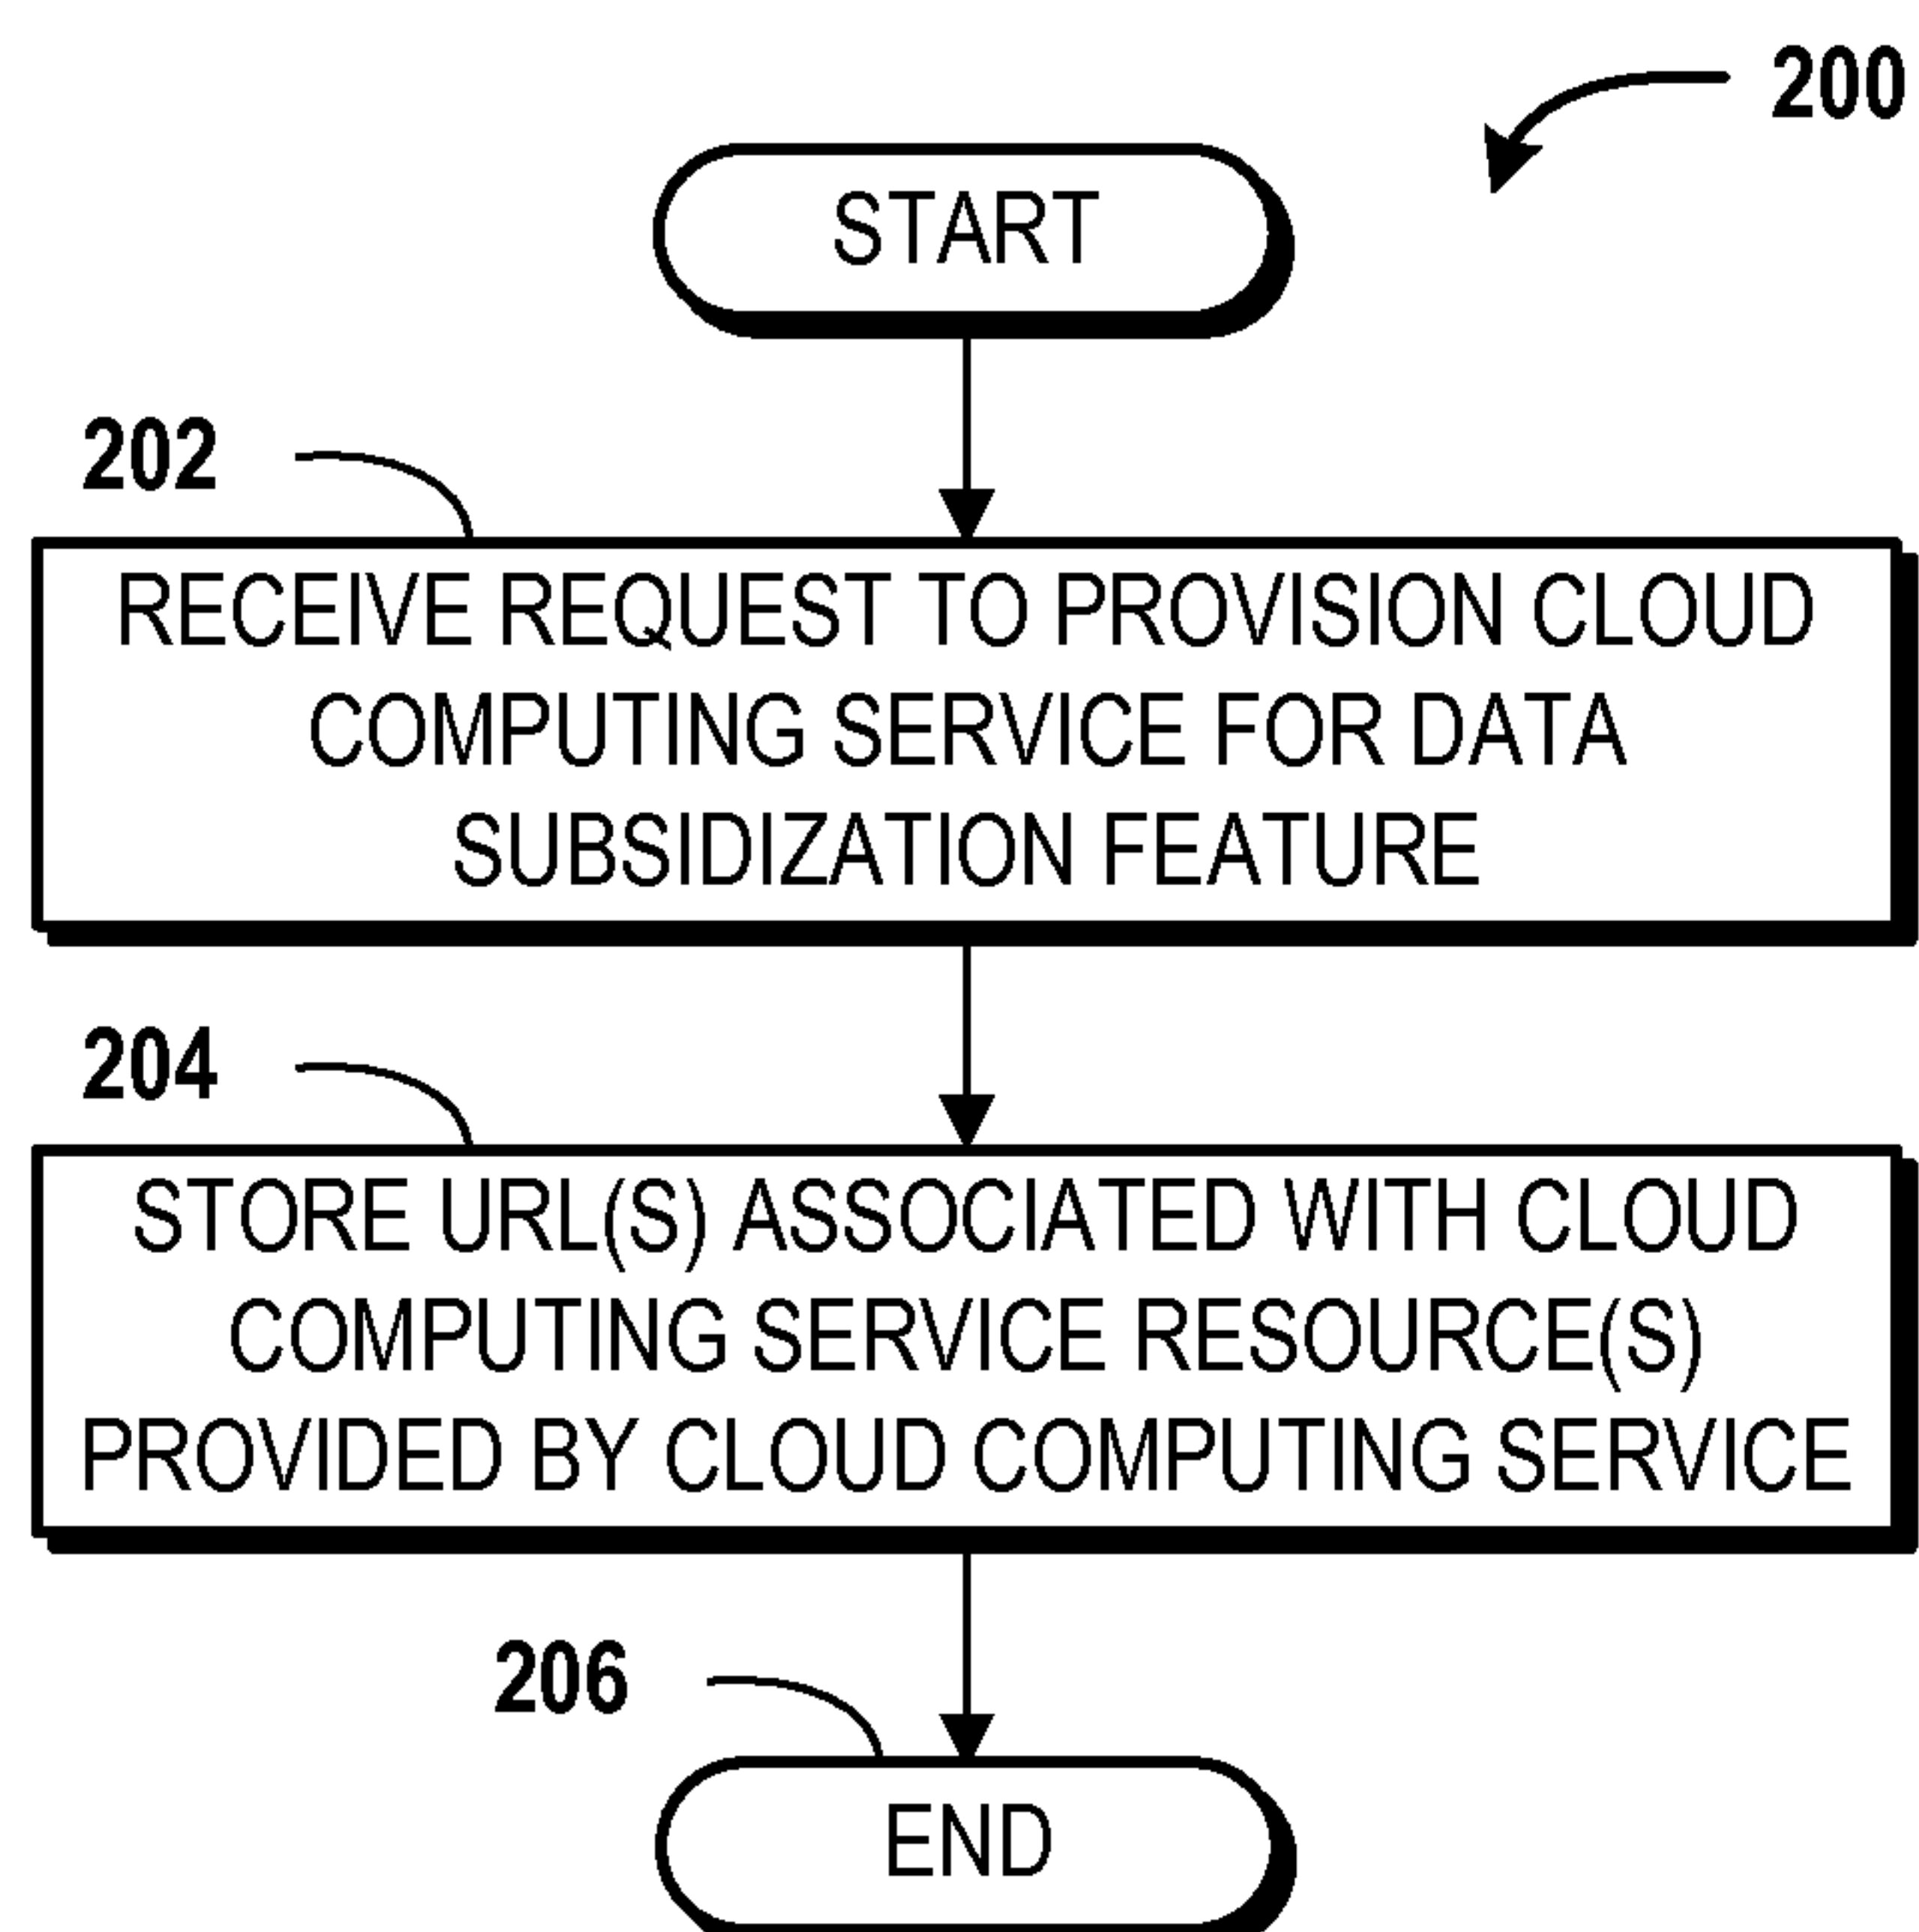 200
START
202
RECEIVE REQUEST TO PROVISION CLOUD
COMPUTING SERVICE FOR DATA
SUBSIDIZATION FEATURE
204
STORE URL(S) ASSOCIATED WITH CLOUD
COMPUTING SERVICE RESOURCE(S)
PROVIDED BY CLOUD COMPUTING SERVICE
206
END